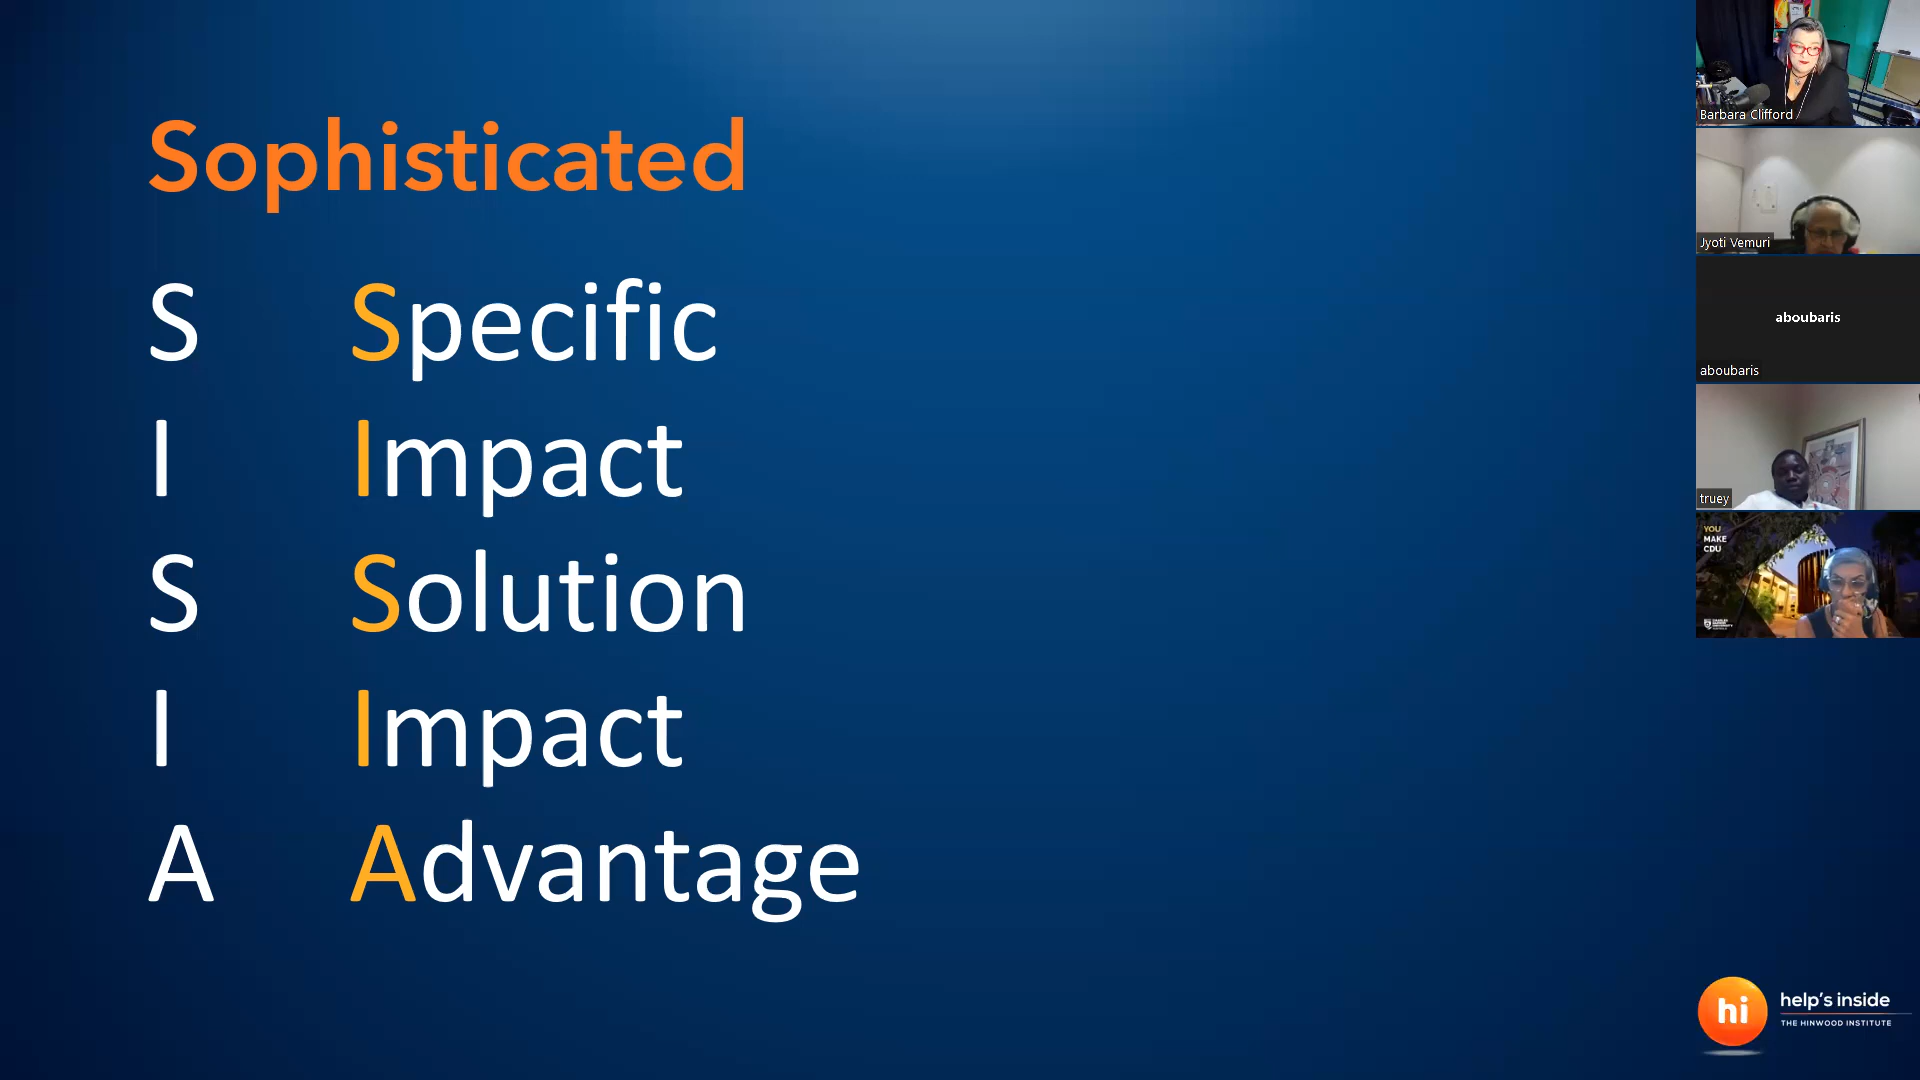 Sophisticated
S Specific
I Impact
S Solution
I Impact
A Advantage
Barbara Clifford
Jyoti Vemuri
aboubaris
aboubaris
truey
YOU
MAKE
CDU
hi
help's inside
THE HINWOOD INSTITUTE